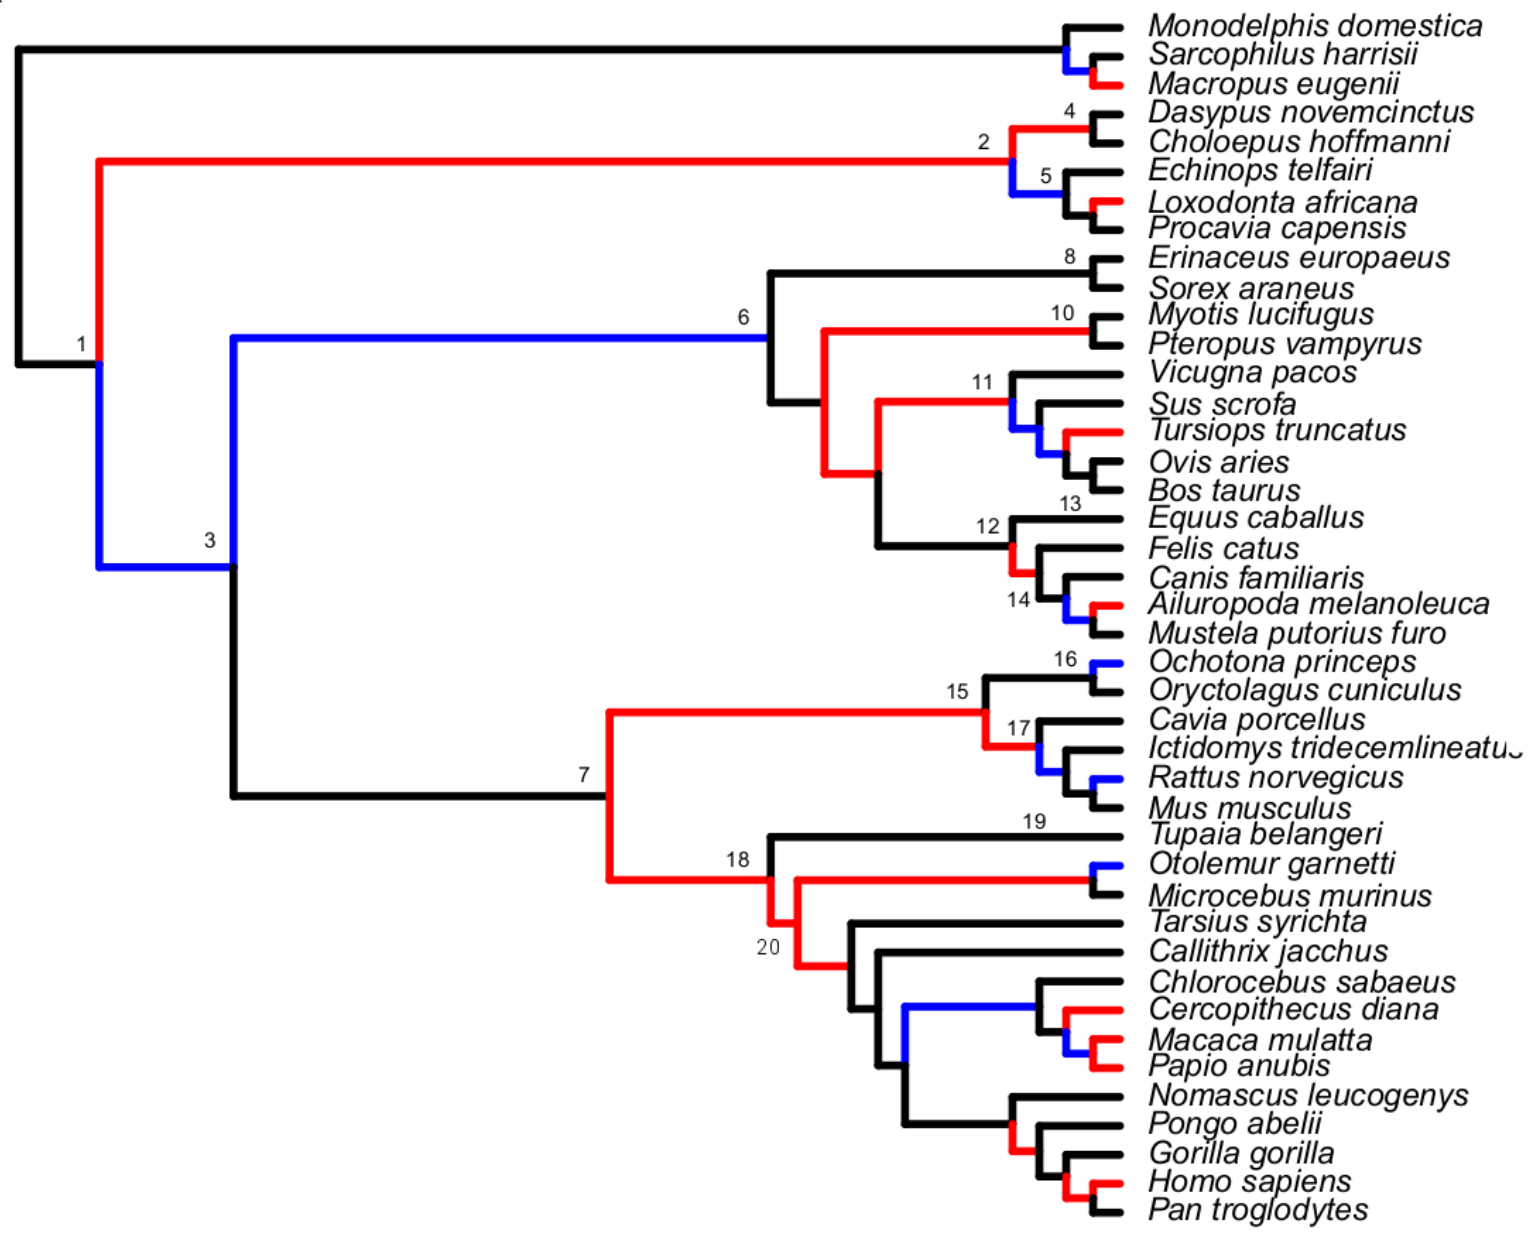 Monodelphis domestica
Sarcophilus harrisii
Macropus eugenii
4 Dasypus novemcinctus
2 Choloepus hoffmanni
5 Echinops telfairi
Loxodonta africana
Procavia capensis
8 Erinaceus europaeus
Sorex araneus
6 10 Myotis lucifugus
1 Pteropus vampyrus
11 Vicugna pacos
Sus scrofa
Tursiops truncatus
Ovis aries
Bos taurus
13
12 Equus caballus
3 Felis catus
Canis familiaris
14 Ailuropoda melanoleuca
Mustela putorius furo
16 Ochotona princeps
15 Oryctolagus cuniculus
17 Cavia porcellus
Ictidomys
7 Rattus norvegicus
Mus musculus
19
18 Tupaia belangeri
Otolemur garnetti
Microcebus murinus
Tarsius syrichta
20 Callithrix jacchus
Chlorocebus sabaeus
Cercopithecus diana
Macaca mulatta
Papio anubis
Nomascus leucogenys
Pongo abelii
Gorilla gorilla
Homo sapiens
Pan troglodytes